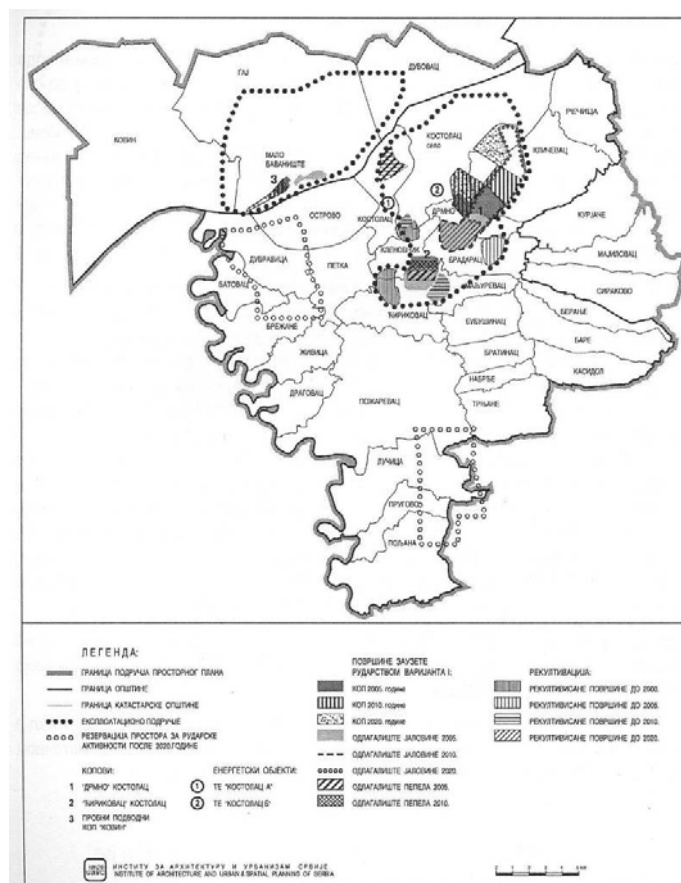 ГАЈ
ДУБОВАЦ
КОВИН
МАЛО
БАВАНИШТЕ
3
КОСТОЛАЦ
СЕЛО
РЕЧИЦА
КЛИЧЕВАЦ
1
2
ДРМНО
1
ОСТРОВО
КОСТОЛАЦ
КУРЈАЧЕ
КЛЕНОВНИК
2
БРАДАРАЦ
МАЈИЛОВАЦ
ДУБРАВИЦА
ПЕТКА
БАТОВАЦ
МАЉУРЕВАЦ
СИРАКОВО
БРЕЖАНЕ
ЋИРИКОВАЦ
БУБУШИНАЦ
БЕРАЊЕ
БАРЕ
ЖИВИЦА
БРАТИНАЦ
КАСИДОЛ
ДРАГОВАЦ
ПОЖАРЕВАЦ
НАБРЂЕ
ТРЊАНЕ
ЛУЧИЦА
ПРУГОВО
ПОЉАНА
ЛЕГЕНДА:
ГРАНИЦА ПОДРУЧЈА ПРОСТОРНОГ ПЛАНА
ГРАНИЦА ОПШТИНЕ
ГРАНИЦА КАТАСТАРСКЕ ОПШТИНЕ
ЕКСПЛОАТАЦИОНО ПОДРУЧЈЕ
РЕЗЕРВАЦИЈА ПРОСТОРА ЗА РУДАРСКЕ
АКТИВНОСТИ ПОСЛЕ 2020.ГОДИНЕ
КОПОВИ:
1 "ДРМНО" КОСТОЛАЦ
2 "ЋИРИКОВАЦ" КОСТОЛАЦ
3 ПРОБНИ ПОДВОДНИ
КОП "КОВИН"
ЕНЕРГЕТСКИ ОБЈЕКТИ:
1 ТЕ "КОСТОЛАЦ А"
2 ТЕ "КОСТОЛАЦ Б"
ПОВРШИНЕ ЗАУЗЕТЕ
РУДАРСТВОМ ВАРИЈАНТА I:
КОП 2005. године
КОП 2010. године
КОП 2020. године
ОДЛАГАЛИШТЕ ЈАЛОВИНЕ 2005.
ОДЛАГАЛИШТЕ ЈАЛОВИНЕ 2010.
ОДЛАГАЛИШТЕ ЈАЛОВИНЕ 2020.
ОДЛАГАЛИШТЕ ПЕПЕЛА 2005.
ОДЛАГАЛИШТЕ ПЕПЕЛА 2010.
РЕКУЛТИВАЦИЈА:
РЕКУЛТИВИСАНЕ ПОВРШИНЕ ДО 2000.
РЕКУЛТИВИСАНЕ ПОВРШИНЕ ДО 2005.
РЕКУЛТИВИСАНЕ ПОВРШИНЕ ДО 2010.
РЕКУЛТИВИСАНЕ ПОВРШИНЕ ДО 2020.
ИНСТИТУТ ЗА АРХИТЕКТУРУ И УРБАНИЗАМ СРБИЈЕ
INSTITUTE OF ARCHITECTURE AND URBAN & SPATIAL PLANNING OF SERBIA